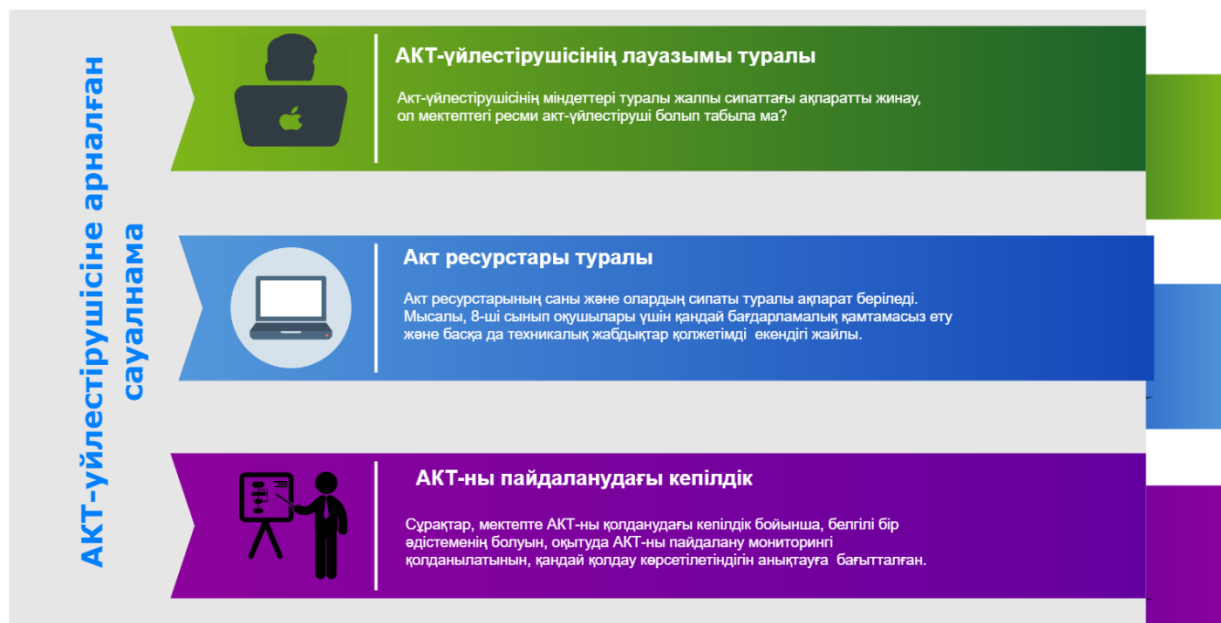 АКТ-үйлестірушісіне арналған
сауалнама
АКТ-үйлестірушісінің лауазымы туралы
Акт-үйлестірушісінің міндеттері туралы жалпы сипаттағы ақпаратты жинау,
ол мектептегі ресми акт-үйлестіруші болып табыла ма?
Акт ресурстары туралы
Акт ресурстарының саны және олардың сипаты туралы ақпарат беріледі.
Мысалы, 8-ші сынып оқушылары үшін қандай бағдарламалық қамтамасыз ету
және басқа да техникалық жабдықтар қолжетімді екендігі жайлы.
АКТ-ны пайдаланудағы кепілдік
Сұрақтар, мектепте АКТ-ны қолданудағы кепілдік бойынша, белгілі бір
әдістеменің болуын, оқытуда АКТ-ны пайдалану мониторингі
қолданылатынын, қандай қолдау көрсетілетіндігін анықтауға бағытталған.